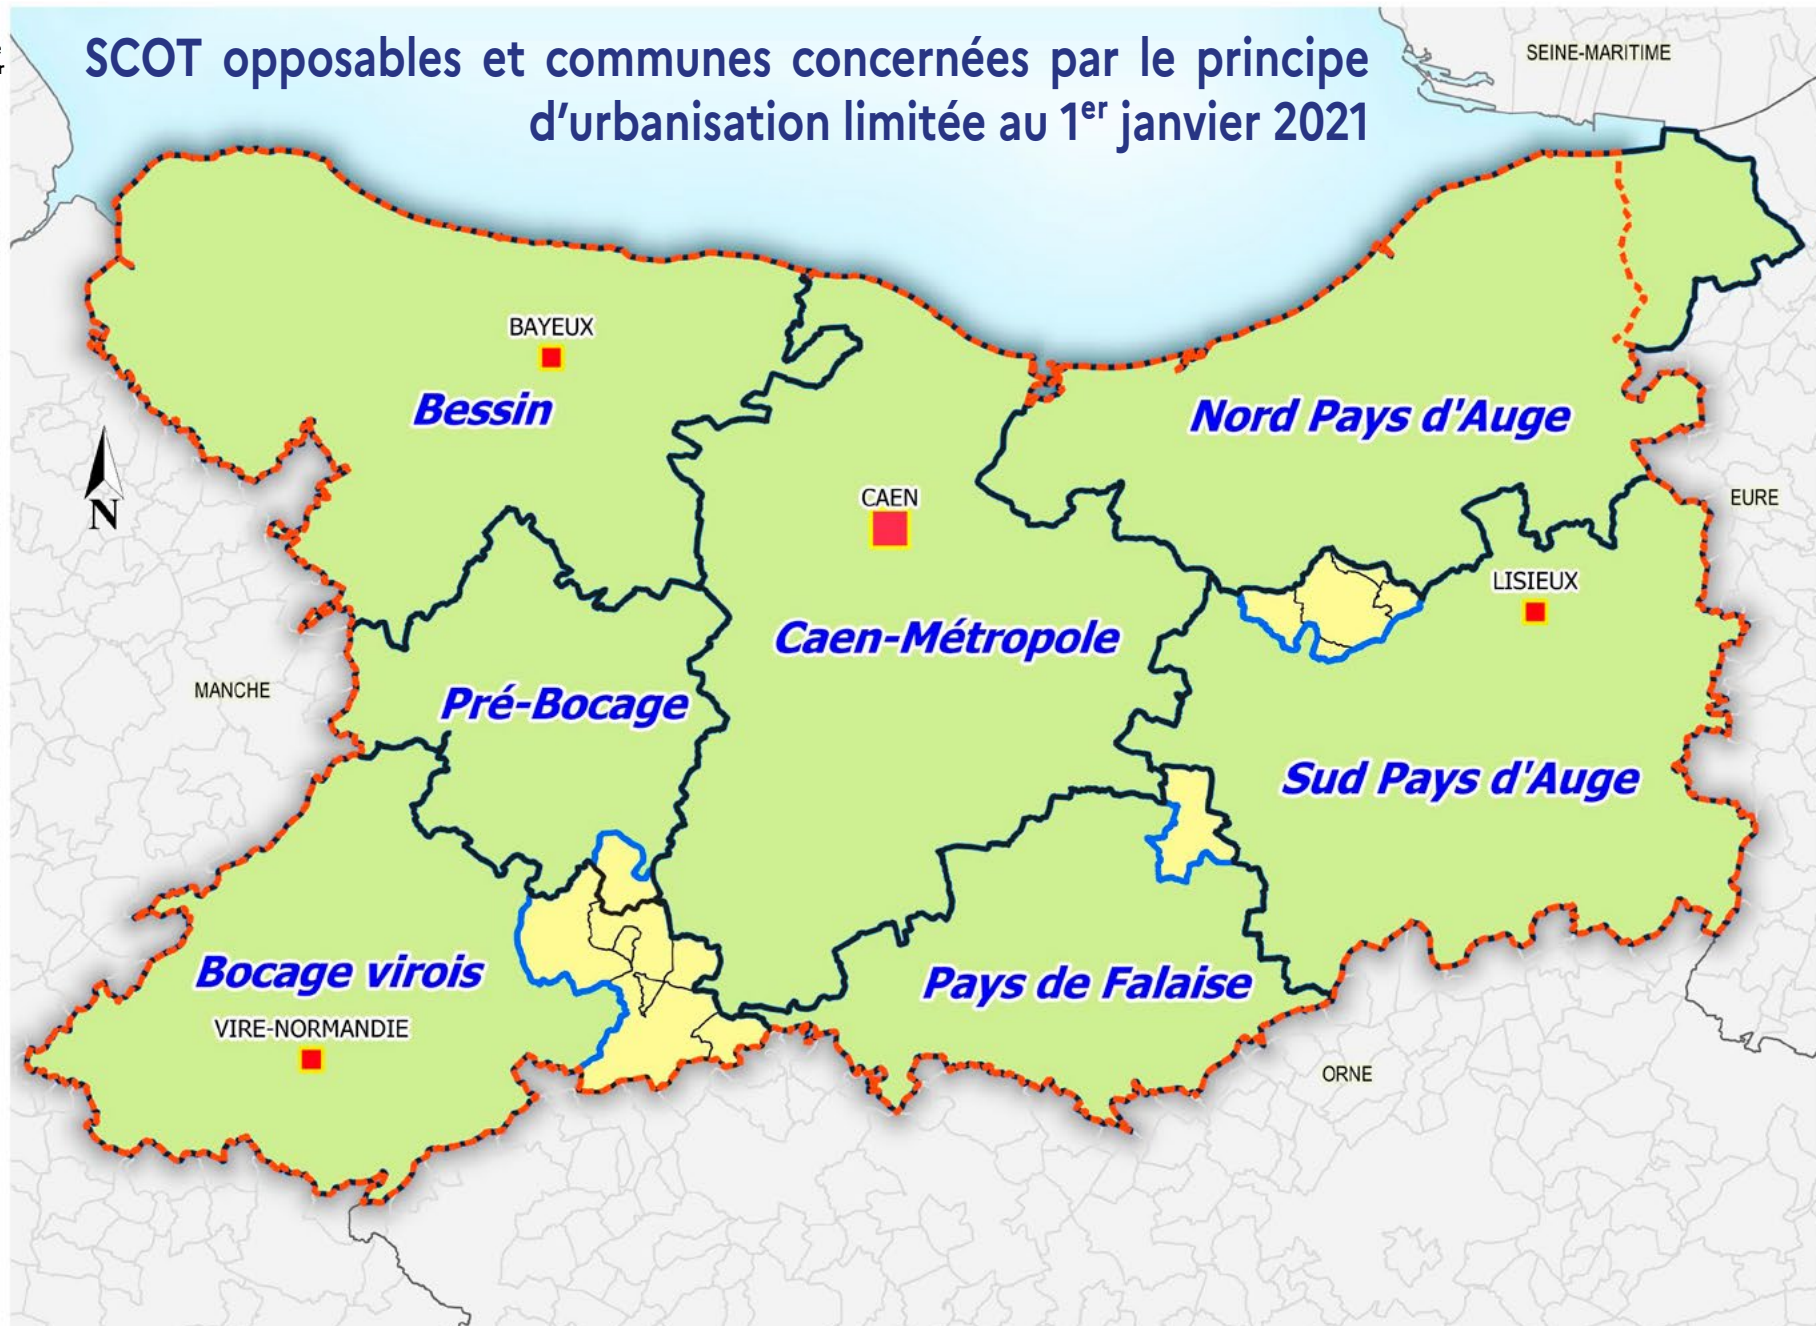 SCOT opposables et communes concernées par le principe
d'urbanisation limitée au 1er janvier 2021
SEINE-MARITIME
BAYEUX
Bessin
Nord Pays d'Auge
N
CAEN
EURE
LISIEUX
Caen-Métropole
MANCHE
Pré-Bocage
Sud Pays d'Auge
Bocage virois
Pays de Falaise
VIRE-NORMANDIE
ORNE